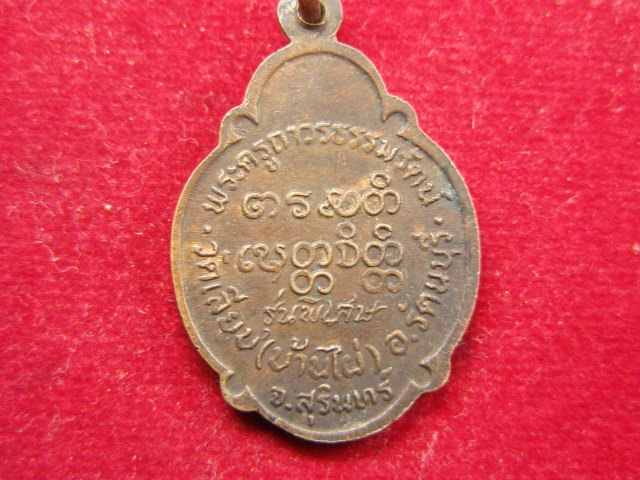 พระครูถาวรธรรมรัตน์
รุ่นพิเศษ
วัดเลียบ (บ้านไผ่) อ.รัตนบุรี
จ.สุรินทร์